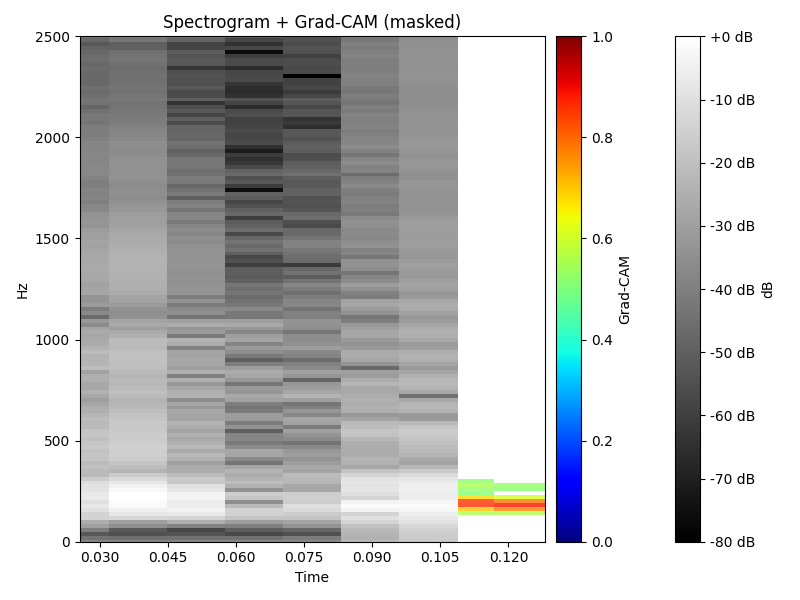 Spectrogram + Grad-CAM (masked)
2500
2000
1500
1000
500
0
Hz
0.030 0.045 0.060 0.075 0.090 0.105 0.120
Time
1.0
0.8
0.6
0.4
0.2
0.0
Grad-CAM
+0 dB
-10 dB
-20 dB
-30 dB
-40 dB
-50 dB
-60 dB
-70 dB
-80 dB
dB